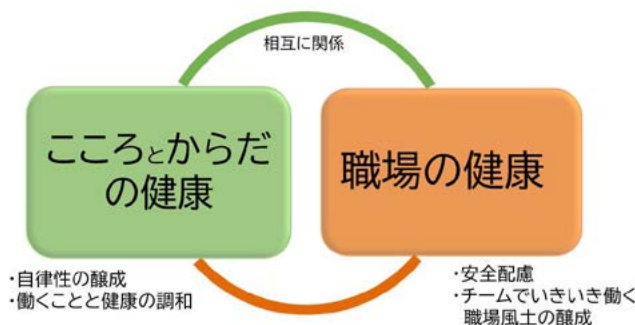 相互に関係
こころとからだ
の健康
職場の健康
・自律性の醸成
・働くことと健康の調和
・安全配慮
・チームでいきいき働く
職場風土の醸成